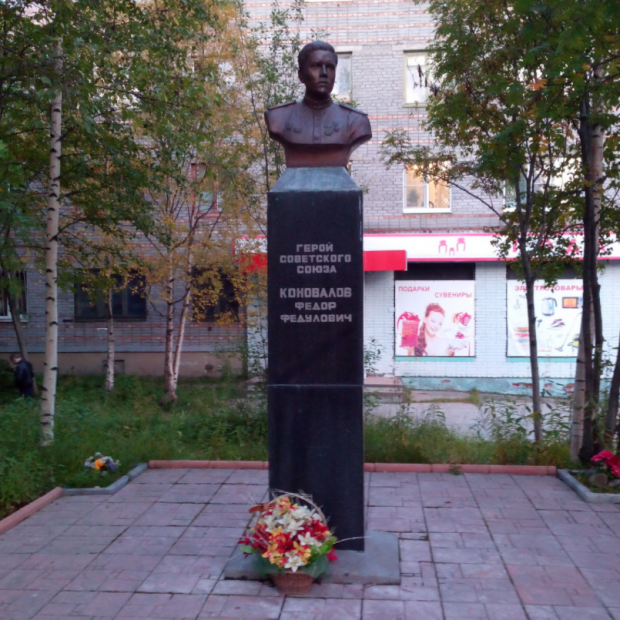 ГЕРОЙ
СОВЕТСКОГО
СОЮЗА
КОНОВАЛОВ
ФЕДОР
ФЕДУЛОВИЧ
ПОДАРКИ СУВЕНИРЫ